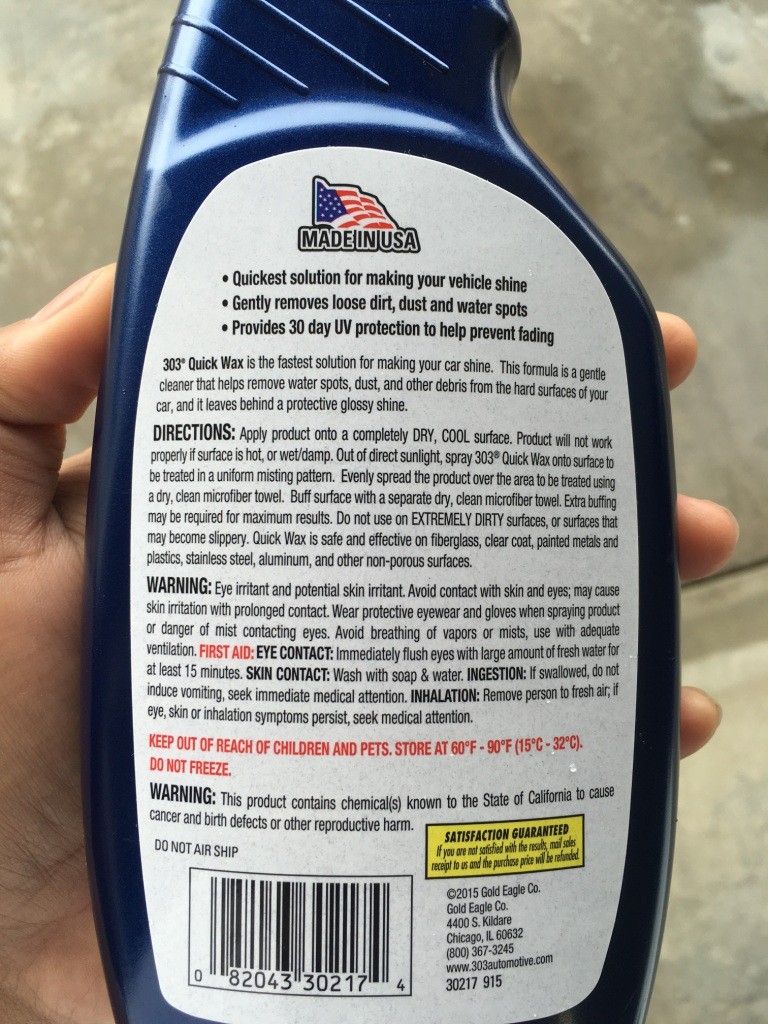 MADE IN USA
• Quickest solution for making your vehicle shine
• Gently removes loose dirt, dust and water spots
• Provides 30 day UV protection to help prevent fading
303® Quick Wax is the fastest solution for making your car shine. This formula is a gentle
cleaner that helps remove water spots, dust, and other debris from the hard surfaces of your
car, and it leaves behind a protective glossy shine.
DIRECTIONS: Apply product onto a completely DRY, COOL surface. Product will not work
properly if surface is hot, or wet/damp. Out of direct sunlight, spray 303® Quick Wax onto surface to
be treated in a uniform misting pattern. Evenly spread the product over the area to be treated using
a dry, clean microfiber towel. Buff surface with a separate dry, clean microfiber towel. Extra buffing
may be required for maximum results. Do not use on EXTREMELY DIRTY surfaces, or surfaces that
may become slippery. Quick Wax is safe and effective on fiberglass, clear coat, painted metals and
plastics, stainless steel, aluminum, and other non-porous surfaces.
WARNING: Eye irritant and potential skin irritant. Avoid contact with skin and eyes; may cause
skin irritation with prolonged contact. Wear protective eyewear and gloves when spraying product
or danger of mist contacting eyes. Avoid breathing of vapors or mists, use with adequate
ventilation. FIRST AID: EYE CONTACT: Immediately flush eyes with large amount of fresh water for
at least 15 minutes. SKIN CONTACT: Wash with soap & water. INGESTION: If swallowed, do not
induce vomiting, seek immediate medical attention. INHALATION: Remove person to fresh air; if
eye, skin or inhalation symptoms persist, seek medical attention.
KEEP OUT OF REACH OF CHILDREN AND PETS. STORE AT 60°F - 90°F (15°C - 32°C).
DO NOT FREEZE.
WARNING: This product contains chemical(s) known to the State of California to cause
cancer and birth defects or other reproductive harm.
DO NOT AIR SHIP
SATISFACTION GUARANTEED
If you are not satisfied with the results, mail sales
receipt to us and the purchase price will be refunded.
0 82043 30217 4
©2015 Gold Eagle Co.
Gold Eagle Co.
4400 S. Kildare
Chicago, IL 60632
(800) 367-3245
www.303automotive.com
30217 915